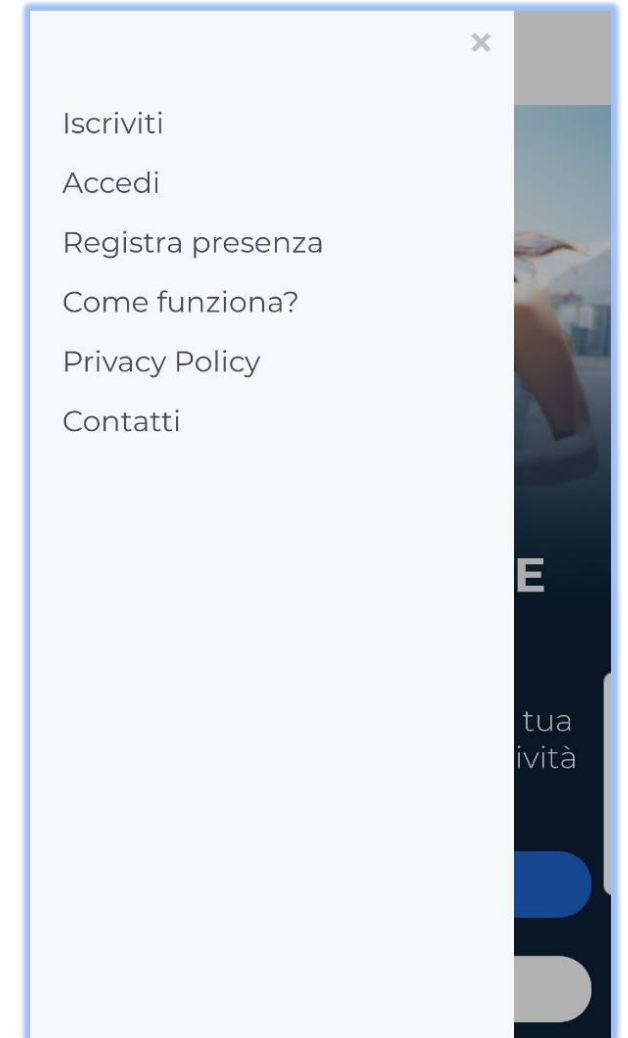 ×
Iscriviti
Accedi
Registra presenza
Come funziona?
Privacy Policy
Contatti
E
tua
ività